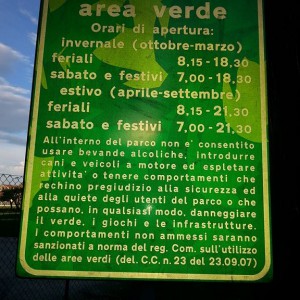 area verde
Orari di apertura:
invernale (ottobre-marzo)
feriali 8,15-18,30
sabato e festivi 7,00-18,30
estivo (aprile-settembre)
feriali 8,15-21,30
sabato e festivi 7,00-21,30
All'interno del parco non e' consentito
usare bevande alcoliche, introdurre
cani e veicoli a motore ed espletare
attivita' o tenere comportamenti che
rechino pregiudizio alla sicurezza ed
alla quiete degli utenti del parco o che
possano, in qualsiasi modo, danneggiare
il verde, i giochi e le infrastrutture.
I comportamenti non ammessi saranno
sanzionati a norma del reg. Com. sull'utilizzo
delle aree verdi (del. C.C. n. 23 del 23.09.07)